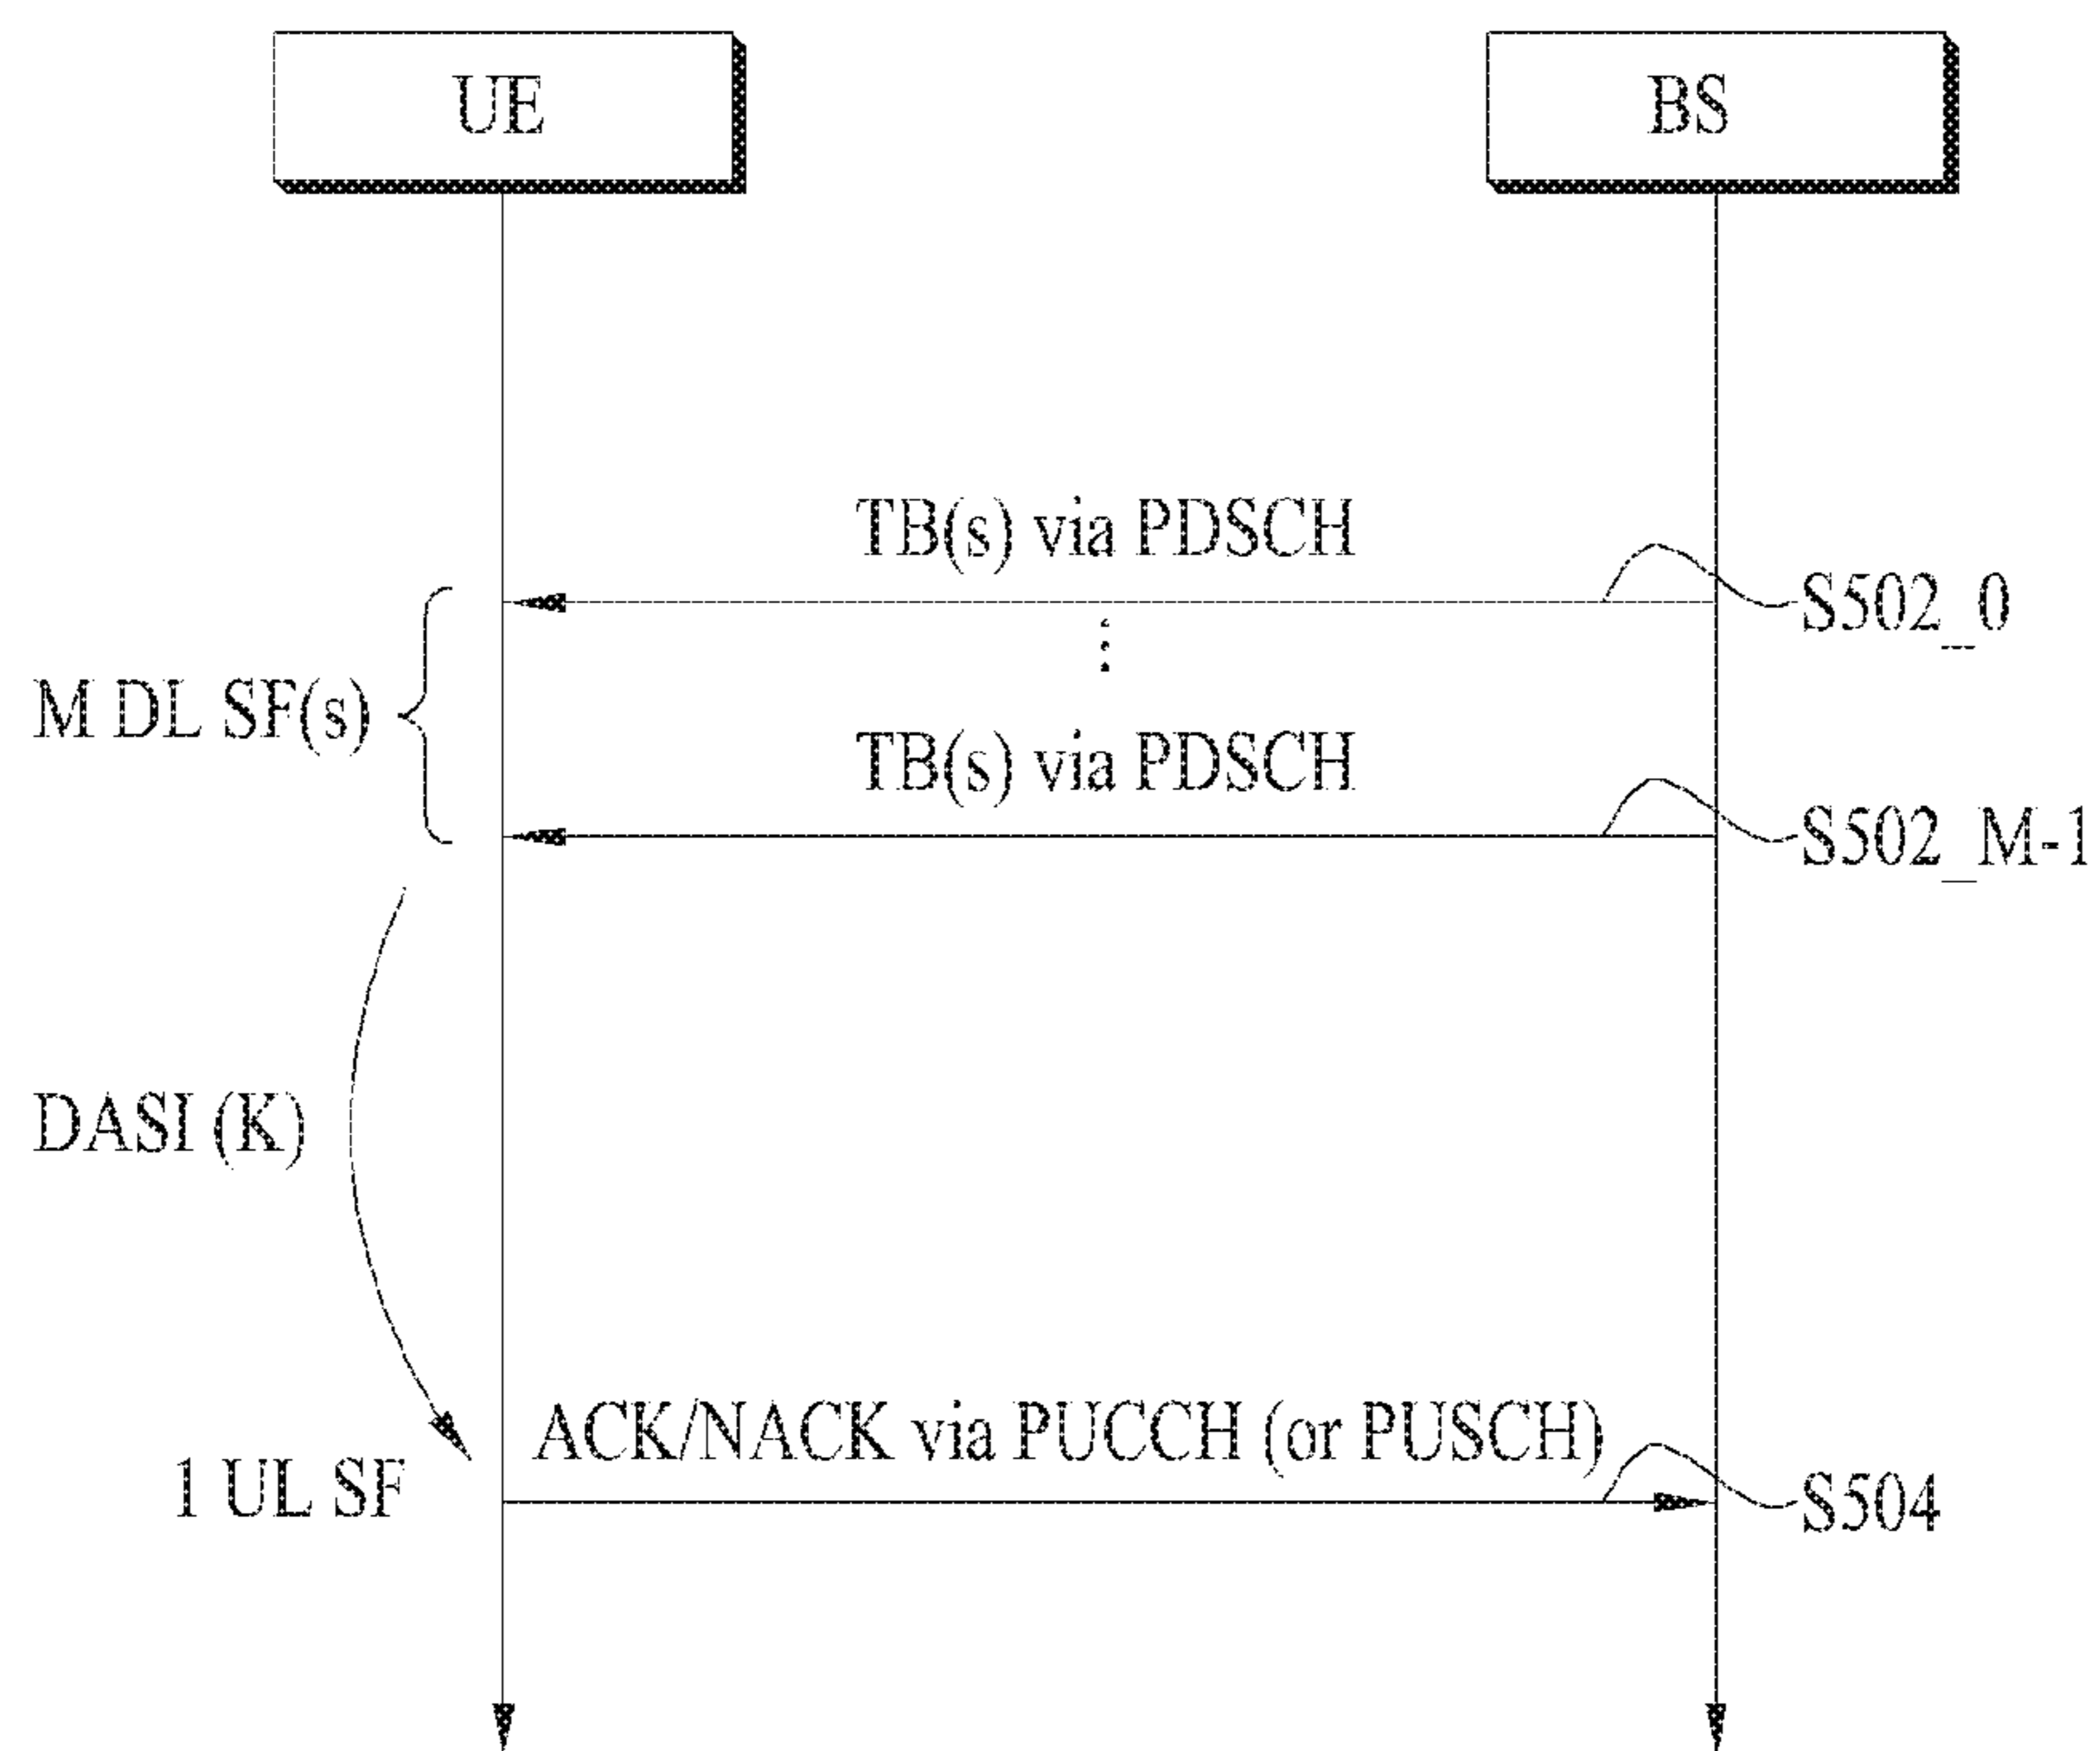 UE
BS
TB(s) via PDSCH
S502_0
M DL SF(s)
TB(s) via PDSCH
S502_M-1
DASI (K)
ACK/NACK via PUCCH (or PUSCH)
1 UL SF
S504